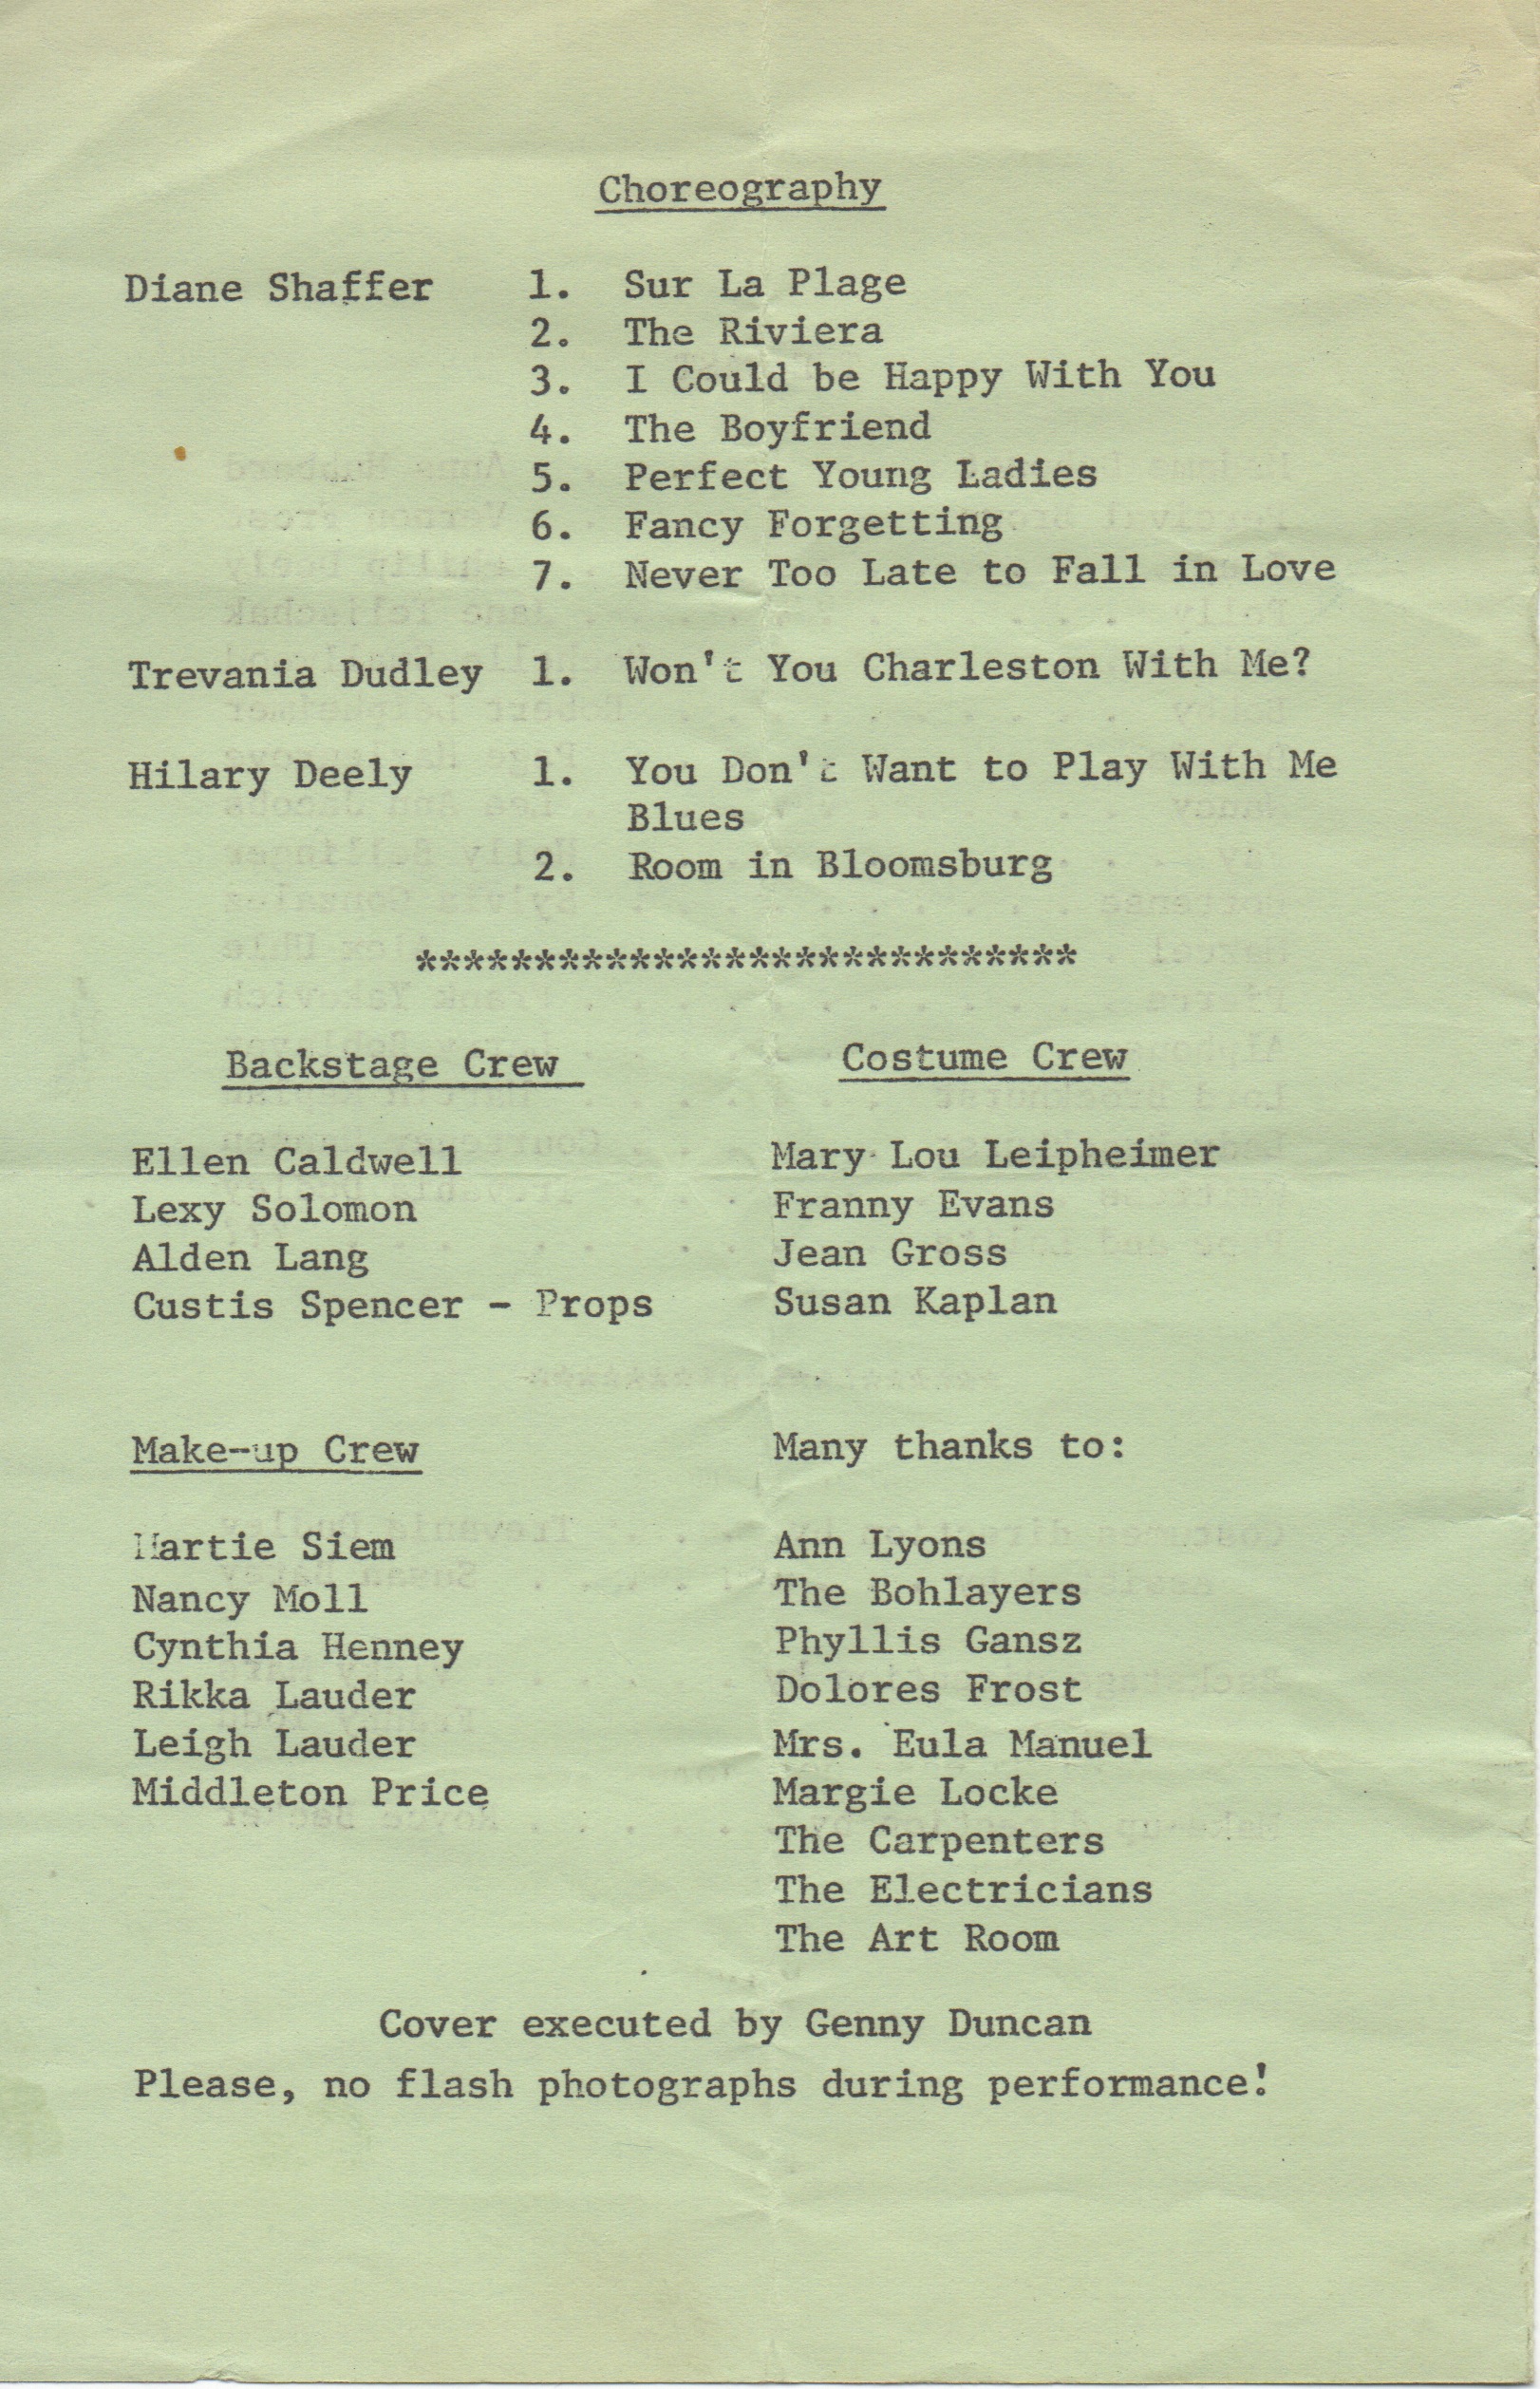 Choreography
Diane Shaffer 1. Sur La Plage
2. The Riviera
3. I Could be Happy With You
4. The Boyfriend
5. Perfect Young Ladies
6. Fancy Forgetting
7. Never Too Late to Fall in Love
Trevania Dudley 1. Won't You Charleston With Me?
Hilary Deely 1. You Don't Want to Play With Me
Blues
2. Room in Bloomsburg
****************************
Backstage Crew
Ellen Caldwell
Lexy Solomon
Alden Lang
Custis Spencer - Props
Costume Crew
Mary Lou Leipheimer
Franny Evans
Jean Gross
Susan Kaplan
Make-up Crew
Siem
Nancy Moll
Cynthia Henney
Rikka Lauder
Leigh Lauder
Middleton Price
Many thanks to:
Ann Lyons
The Bohlayers
Phyllis Gansz
Dolores Frost
Mrs. Eula Manuel
Margie Locke
The Carpenters
The Electricians
The Art Room
Cover executed by Genny Duncan
Please, no flash photographs during performance!